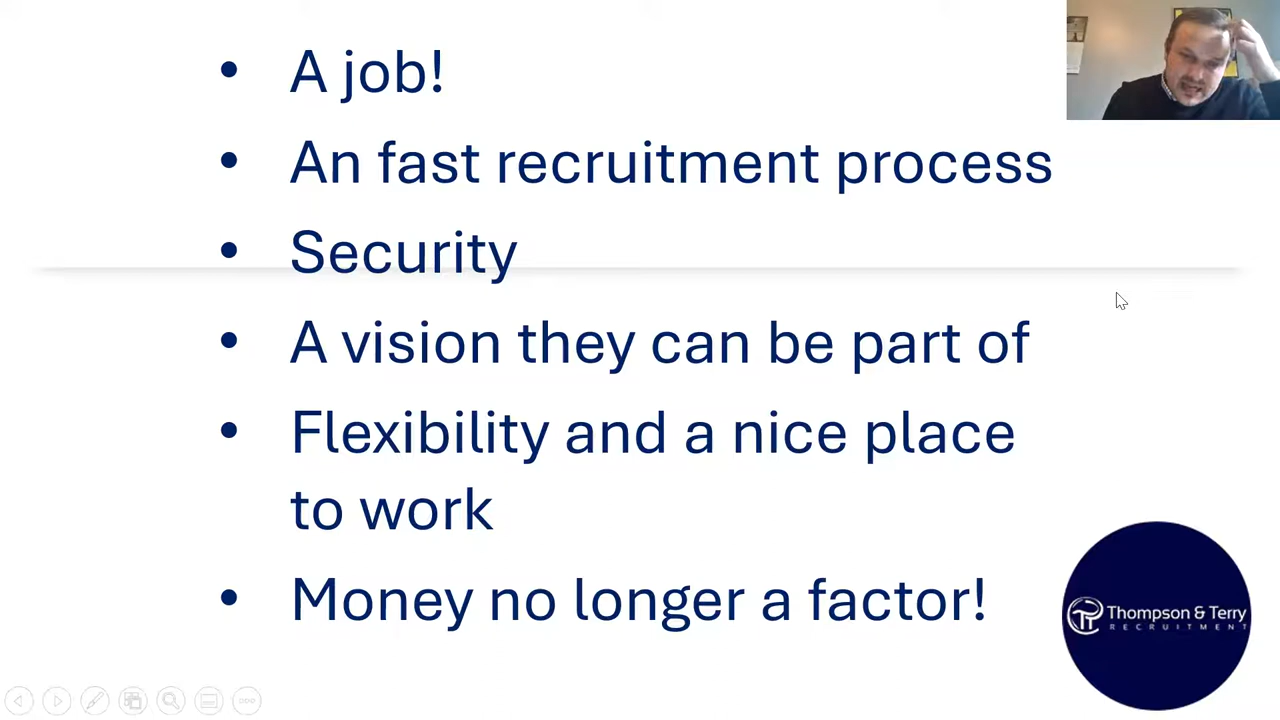 • A job!
• An fast recruitment process
• Security
• A vision they can be part of
• Flexibility and a nice place
to work
• Money no longer a factor!
Thompson & Terry
RECRUITMENT